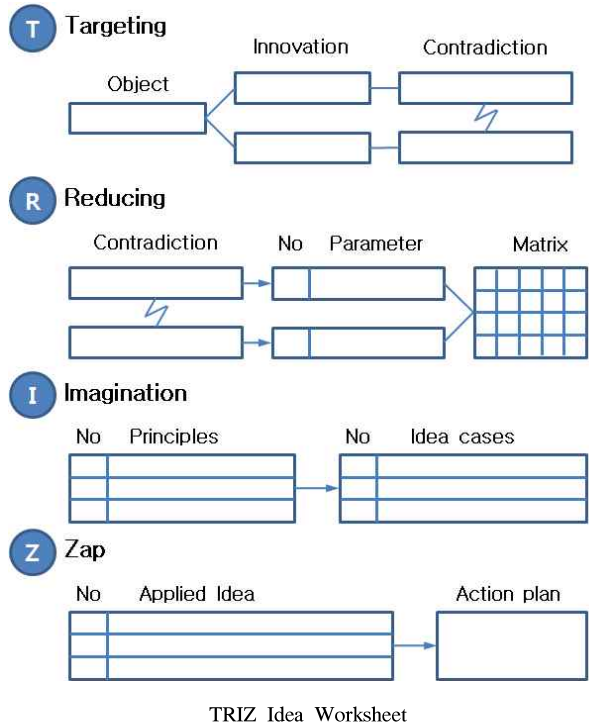 T Targeting
Innovation Contradiction
Object
R Reducing
Contradiction No Parameter Matrix
I Imagination
No Principles No Idea cases
Z Zap
No Applied Idea Action plan
TRIZ Idea Worksheet